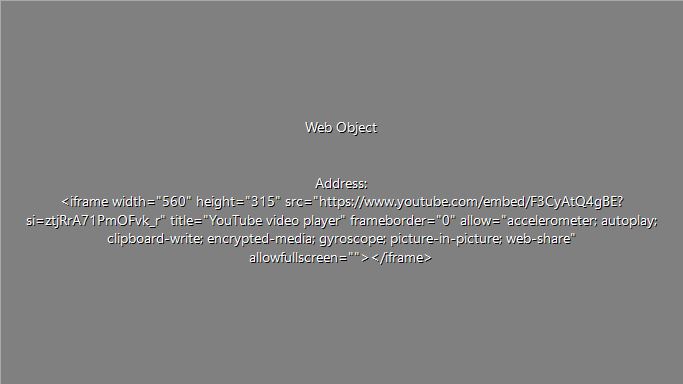 Web Object
Address:
<iframe width="560" height="315" src="https://www.youtube.com/embed/F3CyAtQ4gBE?
si=ztjRrA71PmOFvk_r" title="YouTube video player" frameborder="0" allow="accelerometer; autoplay;
clipboard-write; encrypted-media; gyroscope; picture-in-picture; web-share"
allowfullscreen=""></iframe>